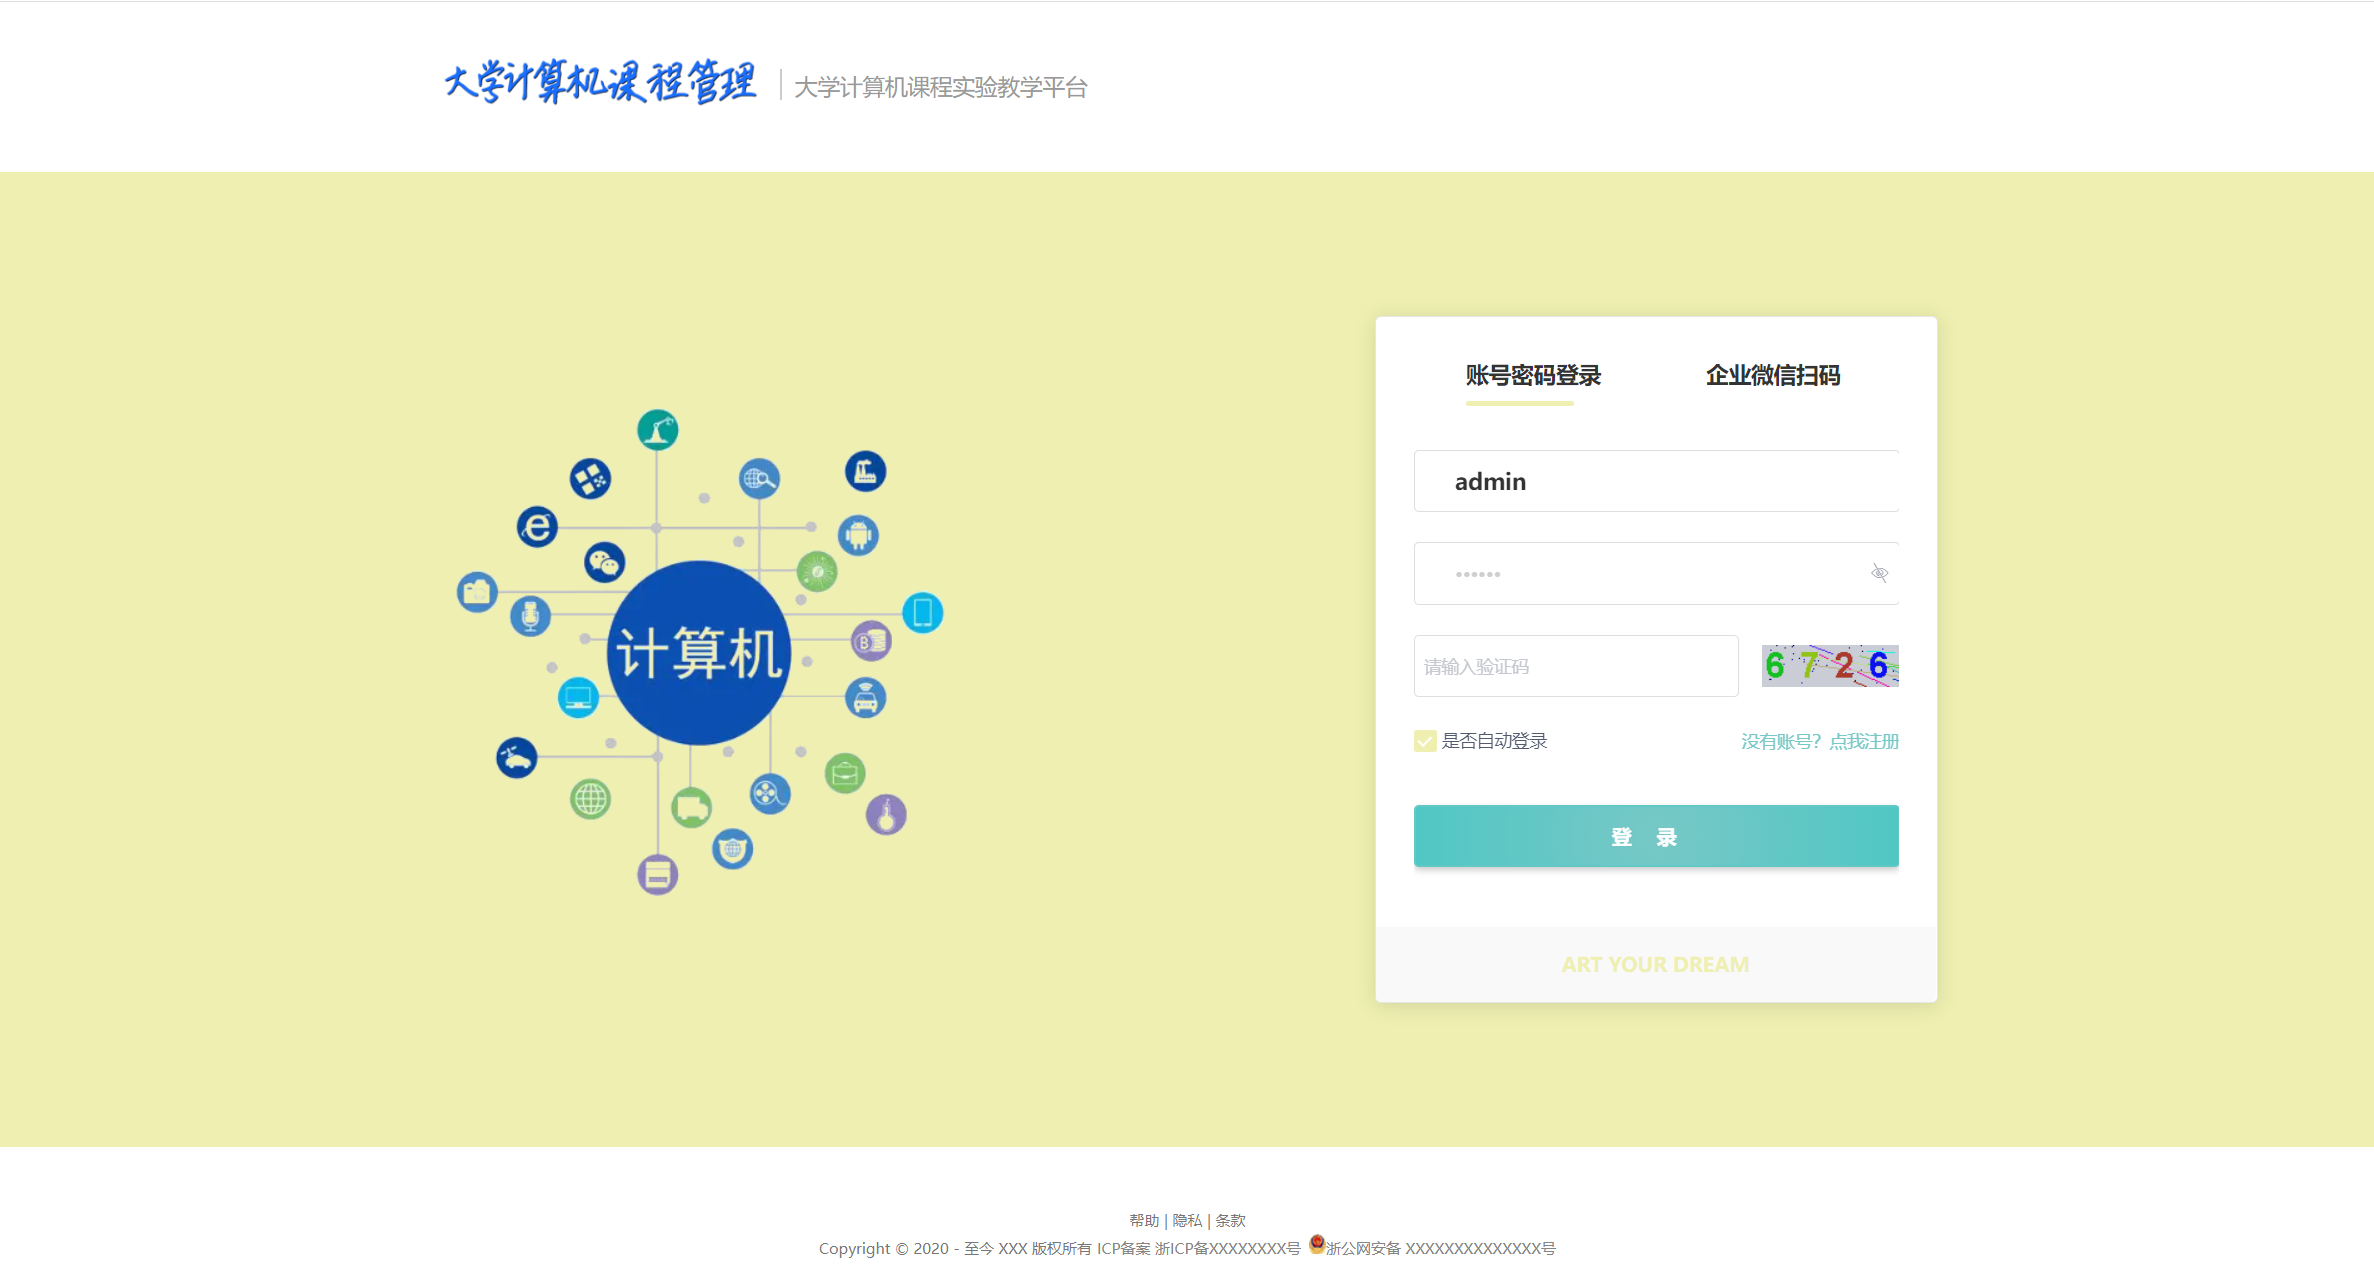 大学计算机课程管理
大学计算机课程实验教学平台
计算机
账号密码登录
企业微信扫码
admin
••••••
请输入验证码
6726
是否自动登录
没有账号？点我注册
登 录
ART YOUR DREAM
帮助 | 隐私 | 条款
Copyright © 2020 - 至今 XXX 版权所有 ICP备案 浙ICP备XXXXXXXX号 浙公网安备 XXXXXXXXXXXXXX号